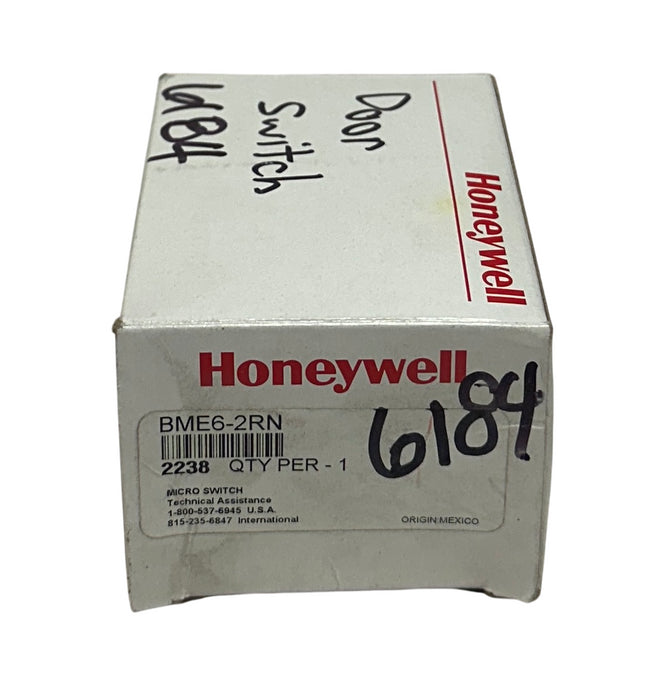 Door
Switch
6184
Honeywell
Honeywell
6184
BME6-2RN
2238 QTY PER - 1
MICRO SWITCH
Technical Assistance
1-800-537-6945 U.S.A.
815-235-6847 International
ORIGIN:MEXICO